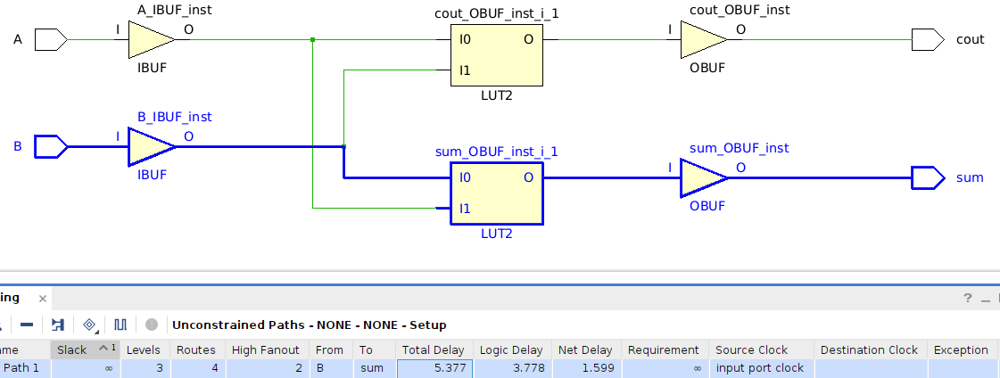 A_IBUF_inst
cout_OBUF_inst_i_1
cout_OBUF_inst
A
I
O
I0
O
I
O
cout
IBUF
I1
OBUF
LUT2
B_IBUF_inst
B
I
O
IBUF
sum_OBUF_inst_i_1
sum_OBUF_inst
I0
O
I
O
sum
I1
OBUF
LUT2
ing × ? _
Unconstrained Paths - NONE - NONE - Setup
ame Slack ^1 Levels Routes High Fanout From To Total Delay Logic Delay Net Delay Requirement Source Clock Destination Clock Exception
Path 1 ∞ 3 4 2 B sum 5.377 3.778 1.599 ∞ input port clock